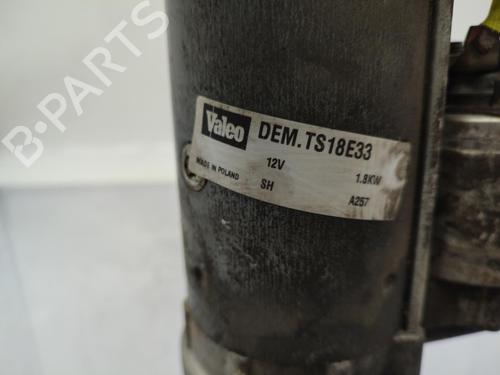 B-PARTS
Valeo DEM.TS18E33
12V 1.8KW
MADE IN POLAND SH A257